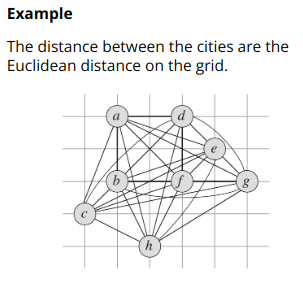 Example
The distance between the cities are the
Euclidean distance on the grid.
a
d
e
b
f
g
c
h